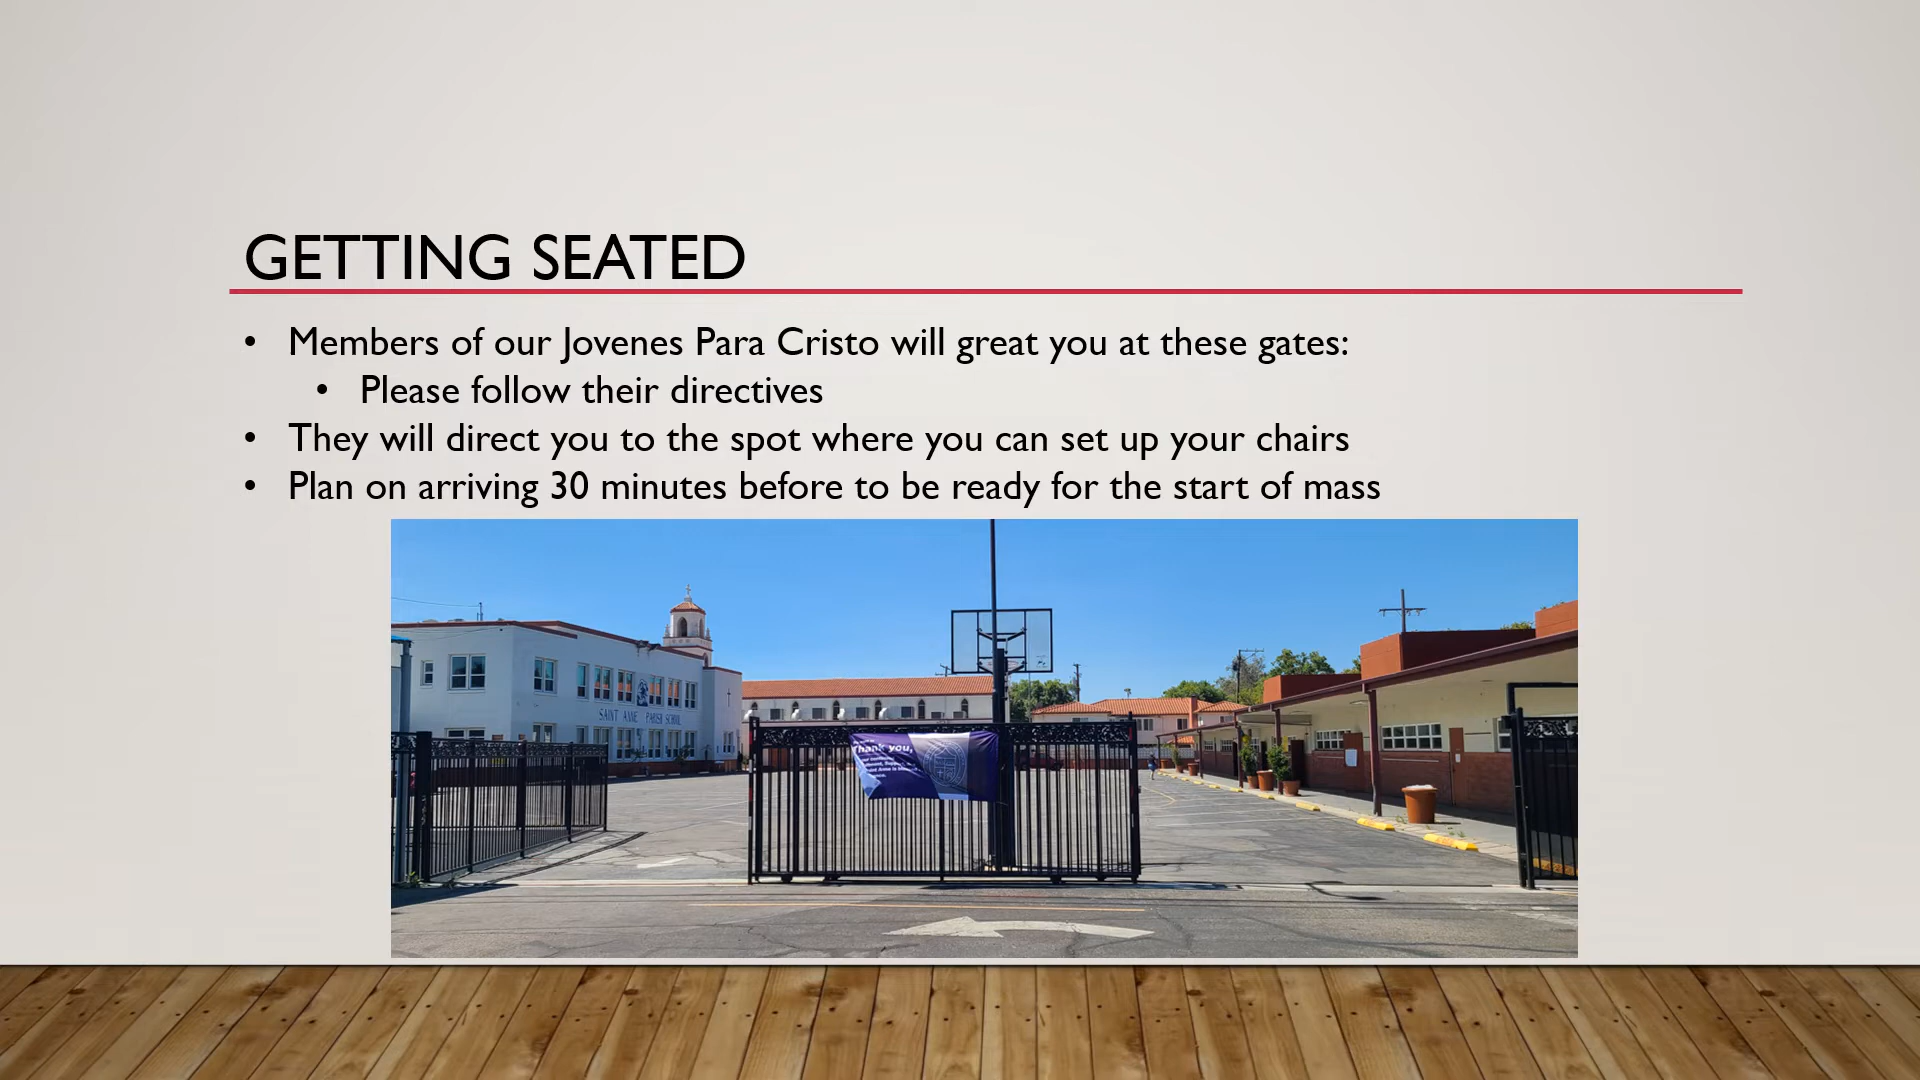 GETTING SEATED
• Members of our Jovenes Para Cristo will great you at these gates:
• Please follow their directives
• They will direct you to the spot where you can set up your chairs
• Plan on arriving 30 minutes before to be ready for the start of mass
SAINT ANNE PARISH SCHOOL
Thank you,